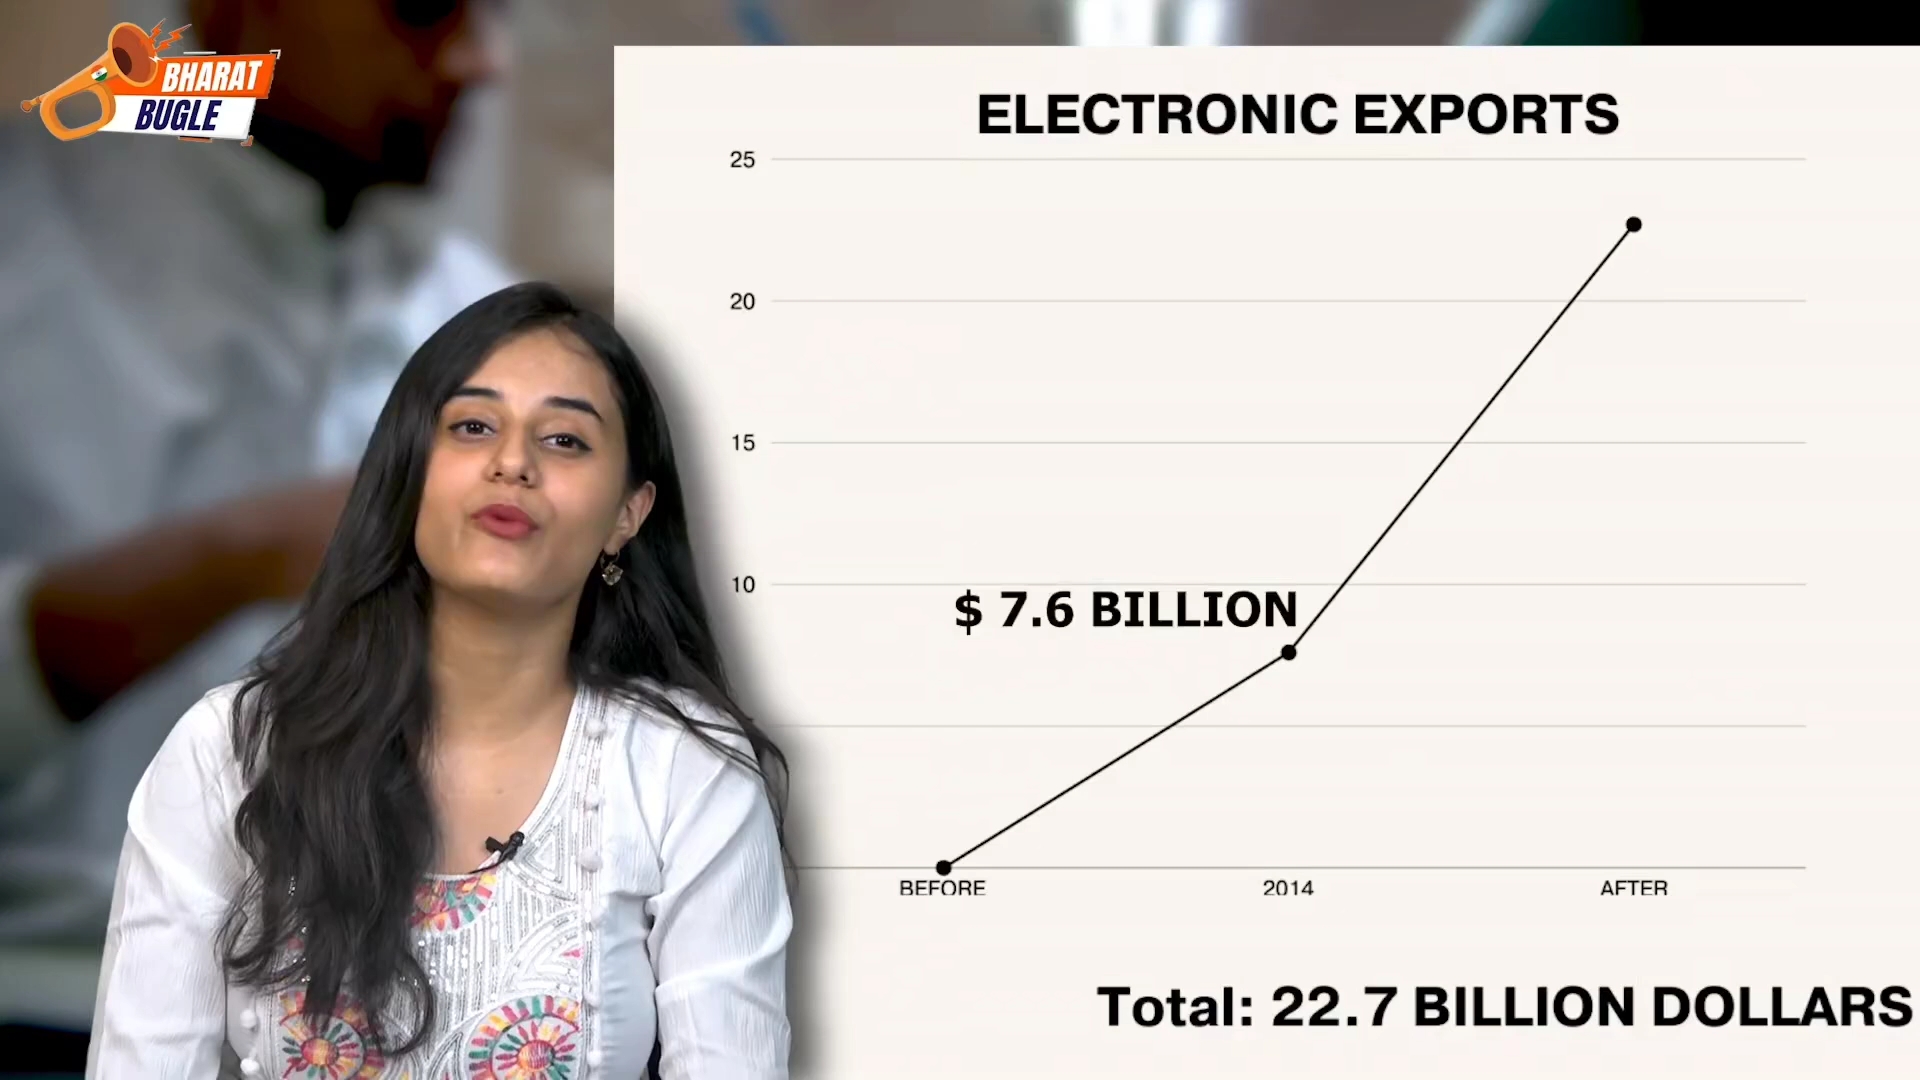 BHARAT
BUGLE
ELECTRONIC EXPORTS
25
20
15
10
$ 7.6 BILLION
BEFORE
2014
AFTER
Total: 22.7 BILLION DOLLARS